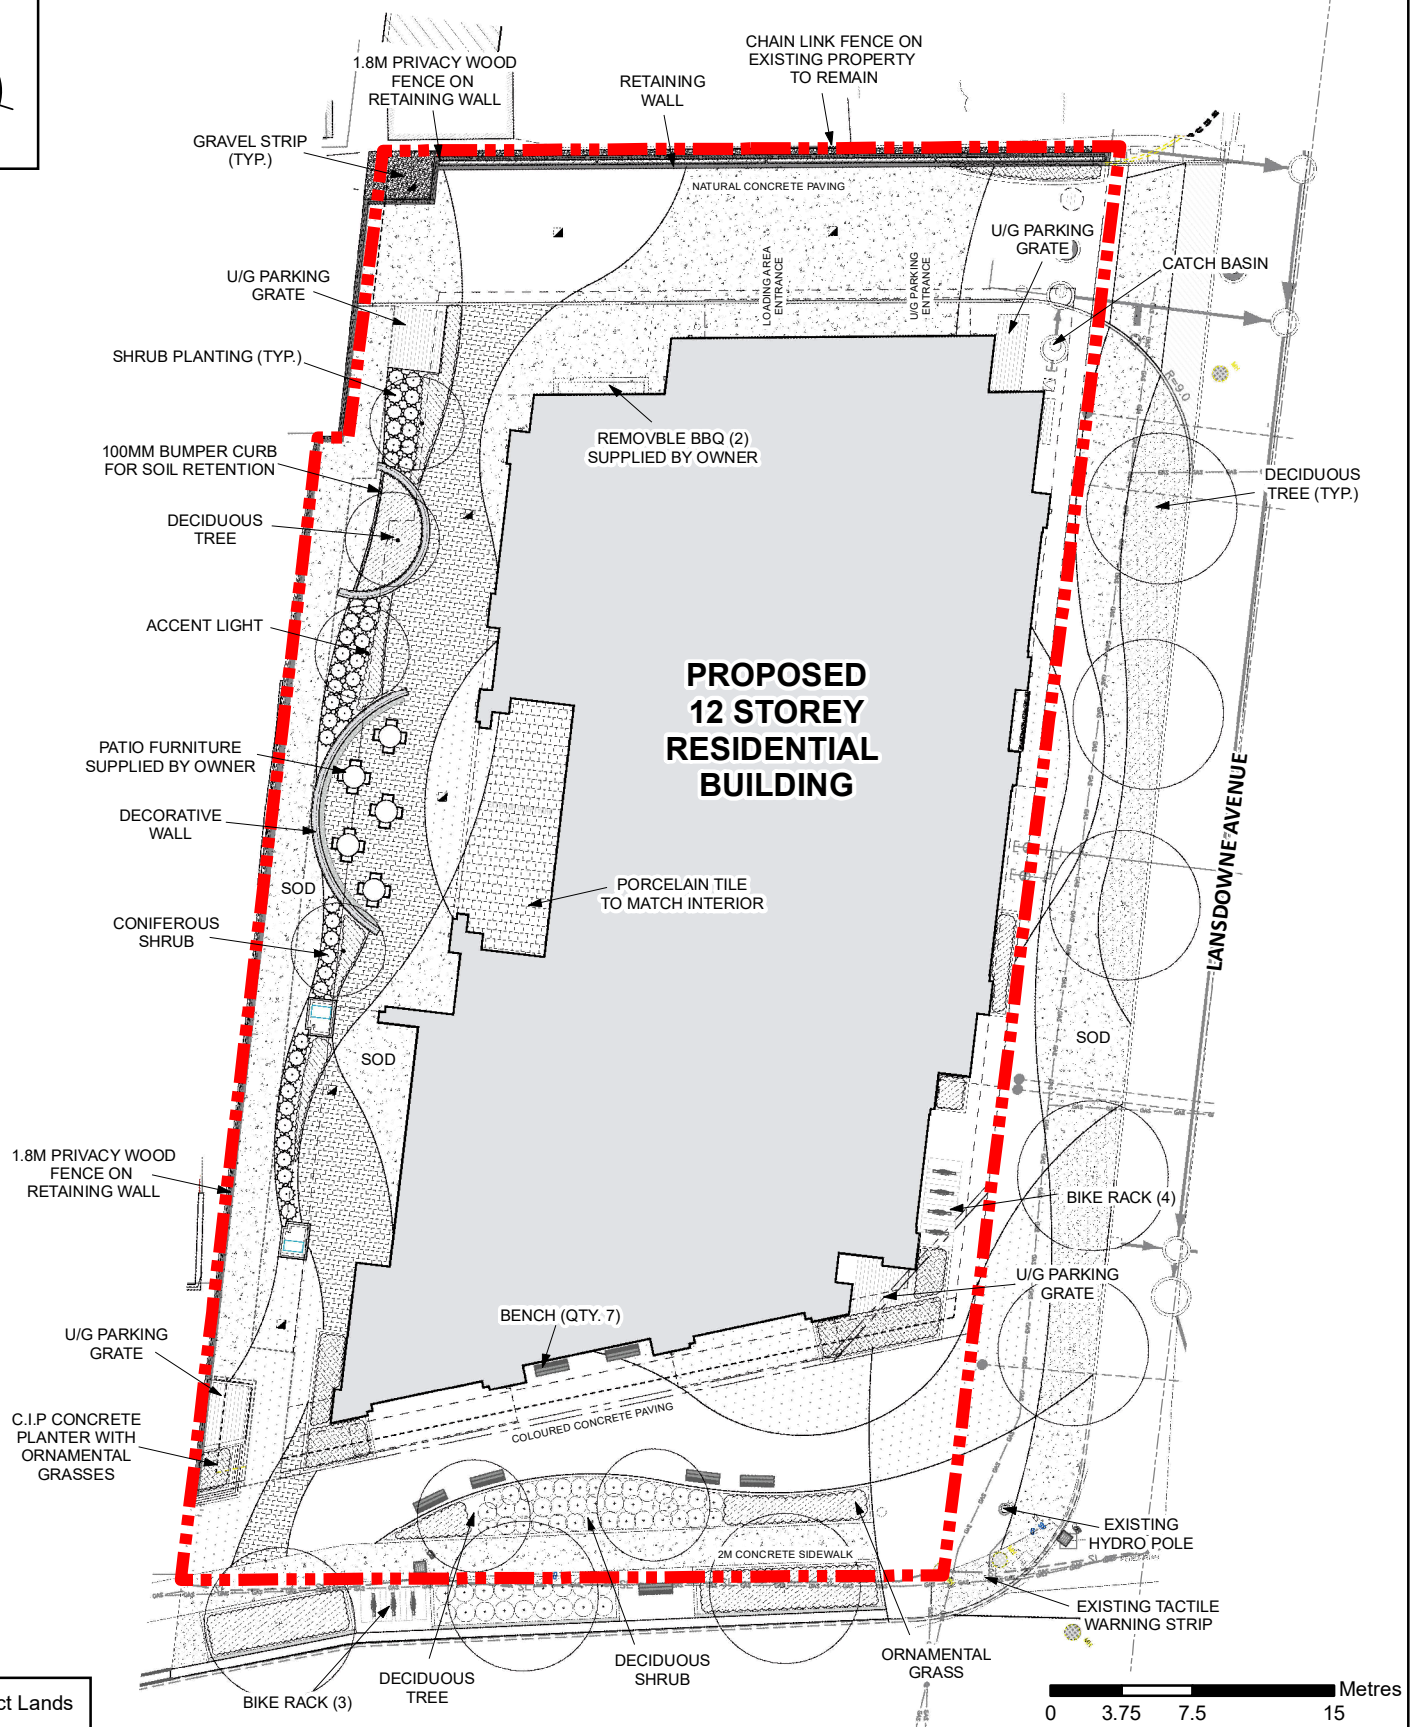 CHAIN LINK FENCE ON
EXISTING PROPERTY
TO REMAIN
1.8M PRIVACY WOOD
FENCE ON
RETAINING WALL
RETAINING
WALL
GRAVEL STRIP
(TYP.)
NATURAL CONCRETE PAVING
U/G PARKING
GRATE
CATCH BASIN
U/G PARKING
GRATE
LOADING AREA
ENTRANCE
U/G PARKING
ENTRANCE
SHRUB PLANTING (TYP.)
R=9.0
REMOVBLE BBQ (2)
SUPPLIED BY OWNER
100MM BUMPER CURB
FOR SOIL RETENTION
DECIDUOUS
TREE (TYP.)
DECIDUOUS
TREE
ACCENT LIGHT
PROPOSED
12 STOREY
RESIDENTIAL
BUILDING
PATIO FURNITURE
SUPPLIED BY OWNER
LANSDOWNE AVENUE
DECORATIVE
WALL
SOD
PORCELAIN TILE
TO MATCH INTERIOR
CONIFEROUS
SHRUB
SOD
SOD
1.8M PRIVACY WOOD
FENCE ON
RETAINING WALL
BIKE RACK (4)
U/G PARKING
GRATE
BENCH (QTY. 7)
U/G PARKING
GRATE
COLOURED CONCRETE PAVING
C.I.P CONCRETE
PLANTER WITH
ORNAMENTAL
GRASSES
EXISTING
HYDRO POLE
2M CONCRETE SIDEWALK
EXISTING TACTILE
WARNING STRIP
ORNAMENTAL
GRASS
DECIDUOUS
SHRUB
DECIDUOUS
TREE
BIKE RACK (3)
ct Lands
Metres
0 3.75 7.5 15